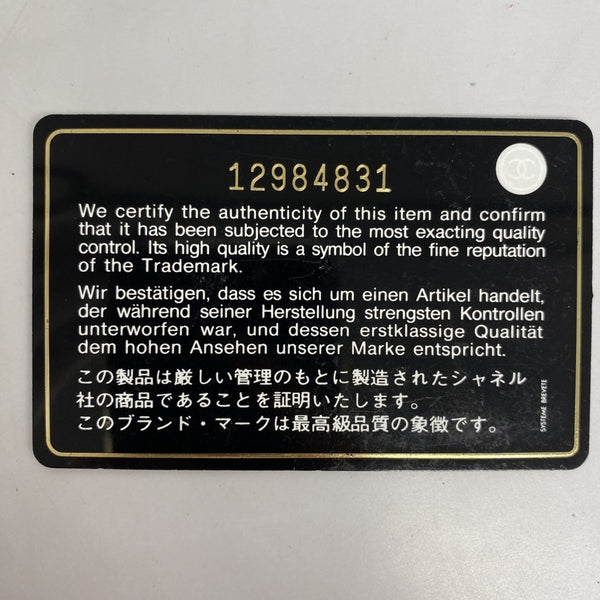 12984831
We certify the authenticity of this item and confirm
that it has been subjected to the most exacting quality
control. Its high quality is a symbol of the fine reputation
of the Trademark.
Wir bestätigen, dass es sich um einen Artikel handelt,
der während seiner Herstellung strengsten Kontrollen
unterworfen war, und dessen erstklassige Qualität
dem hohen Ansehen unserer Marke entspricht.
この製品は厳しい管理のもとに製造されたシャネル
社の商品であることを証明いたします。
このブランド・マークは最高級品質の象徴です。
SYSTEME BREVETE